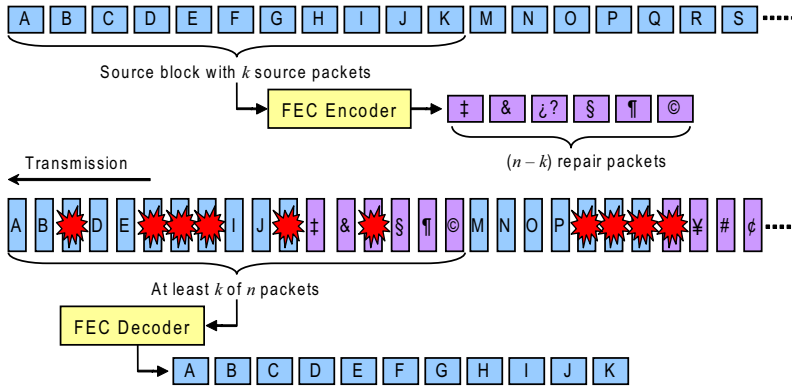 A B C D E F G H I J K M N O P Q R S
Source block with k source packets
FEC Encoder
‡ & ¿? § ¶ ©
(n – k) repair packets
Transmission
A B D E I J ‡ & § ¶ © M N O P ¥ # ¢
At least k of n packets
FEC Decoder
A B C D E F G H I J K